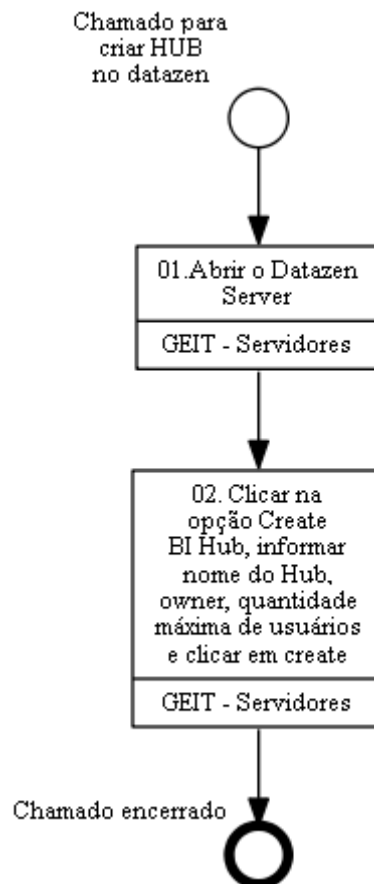 Chamado para
criar HUB
no datazen
01.Abrir o Datazen
Server
GEIT - Servidores
02. Clicar na
opção Create
BI Hub, informar
nome do Hub,
owner, quantidade
máxima de usuários
e clicar em create
GEIT - Servidores
Chamado encerrado